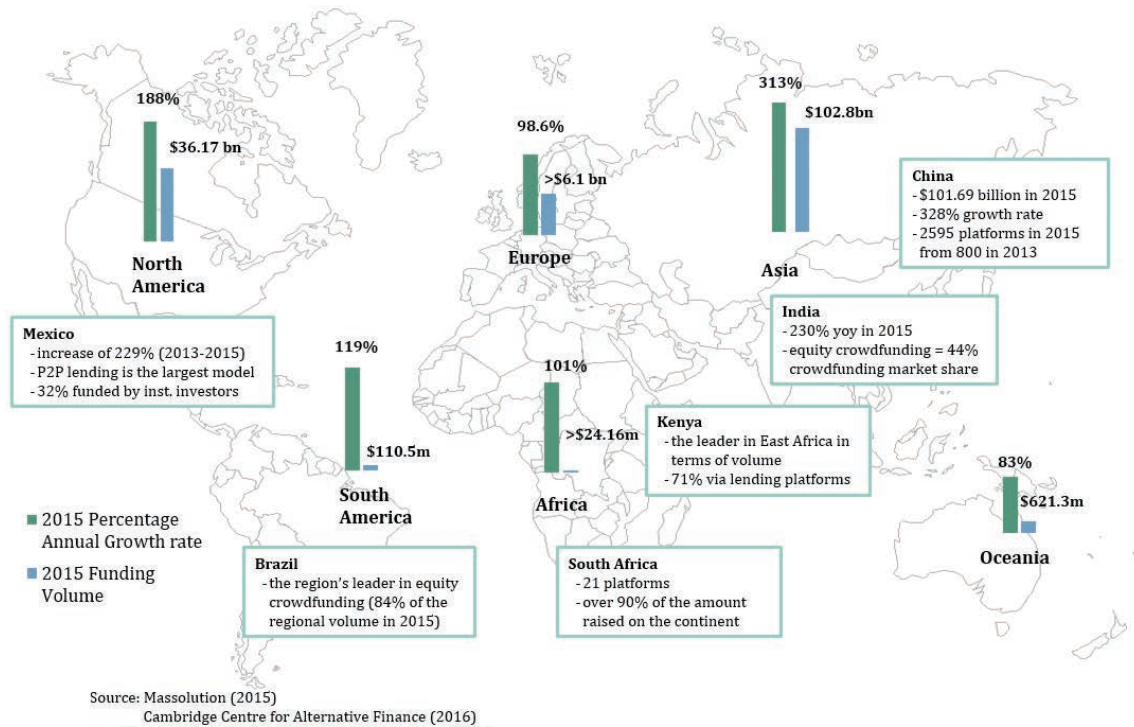 188%
$36.17 bn
North
America
98.6%
>$6.1 bn
Europe
313%
$102.8bn
Asia
China
-$101.69 billion in 2015
-328% growth rate
-2595 platforms in 2015
from 800 in 2013
India
-230% yoy in 2015
-equity crowdfunding = 44%
crowdfunding market share
Mexico
-increase of 229% (2013-2015)
-P2P lending is the largest model
-32% funded by inst. investors
119%
$110.5m
South
America
101%
>$24.16m
Africa
Kenya
-the leader in East Africa in
terms of volume
-71% via lending platforms
83%
$621.3m
Oceania
2015 Percentage
Annual Growth rate
2015 Funding
Volume
Brazil
-the region's leader in equity
crowdfunding (84% of the
regional volume in 2015)
South Africa
-21 platforms
-over 90% of the amount
raised on the continent
Source: Massolution (2015)
Cambridge Centre for Alternative Finance (2016)